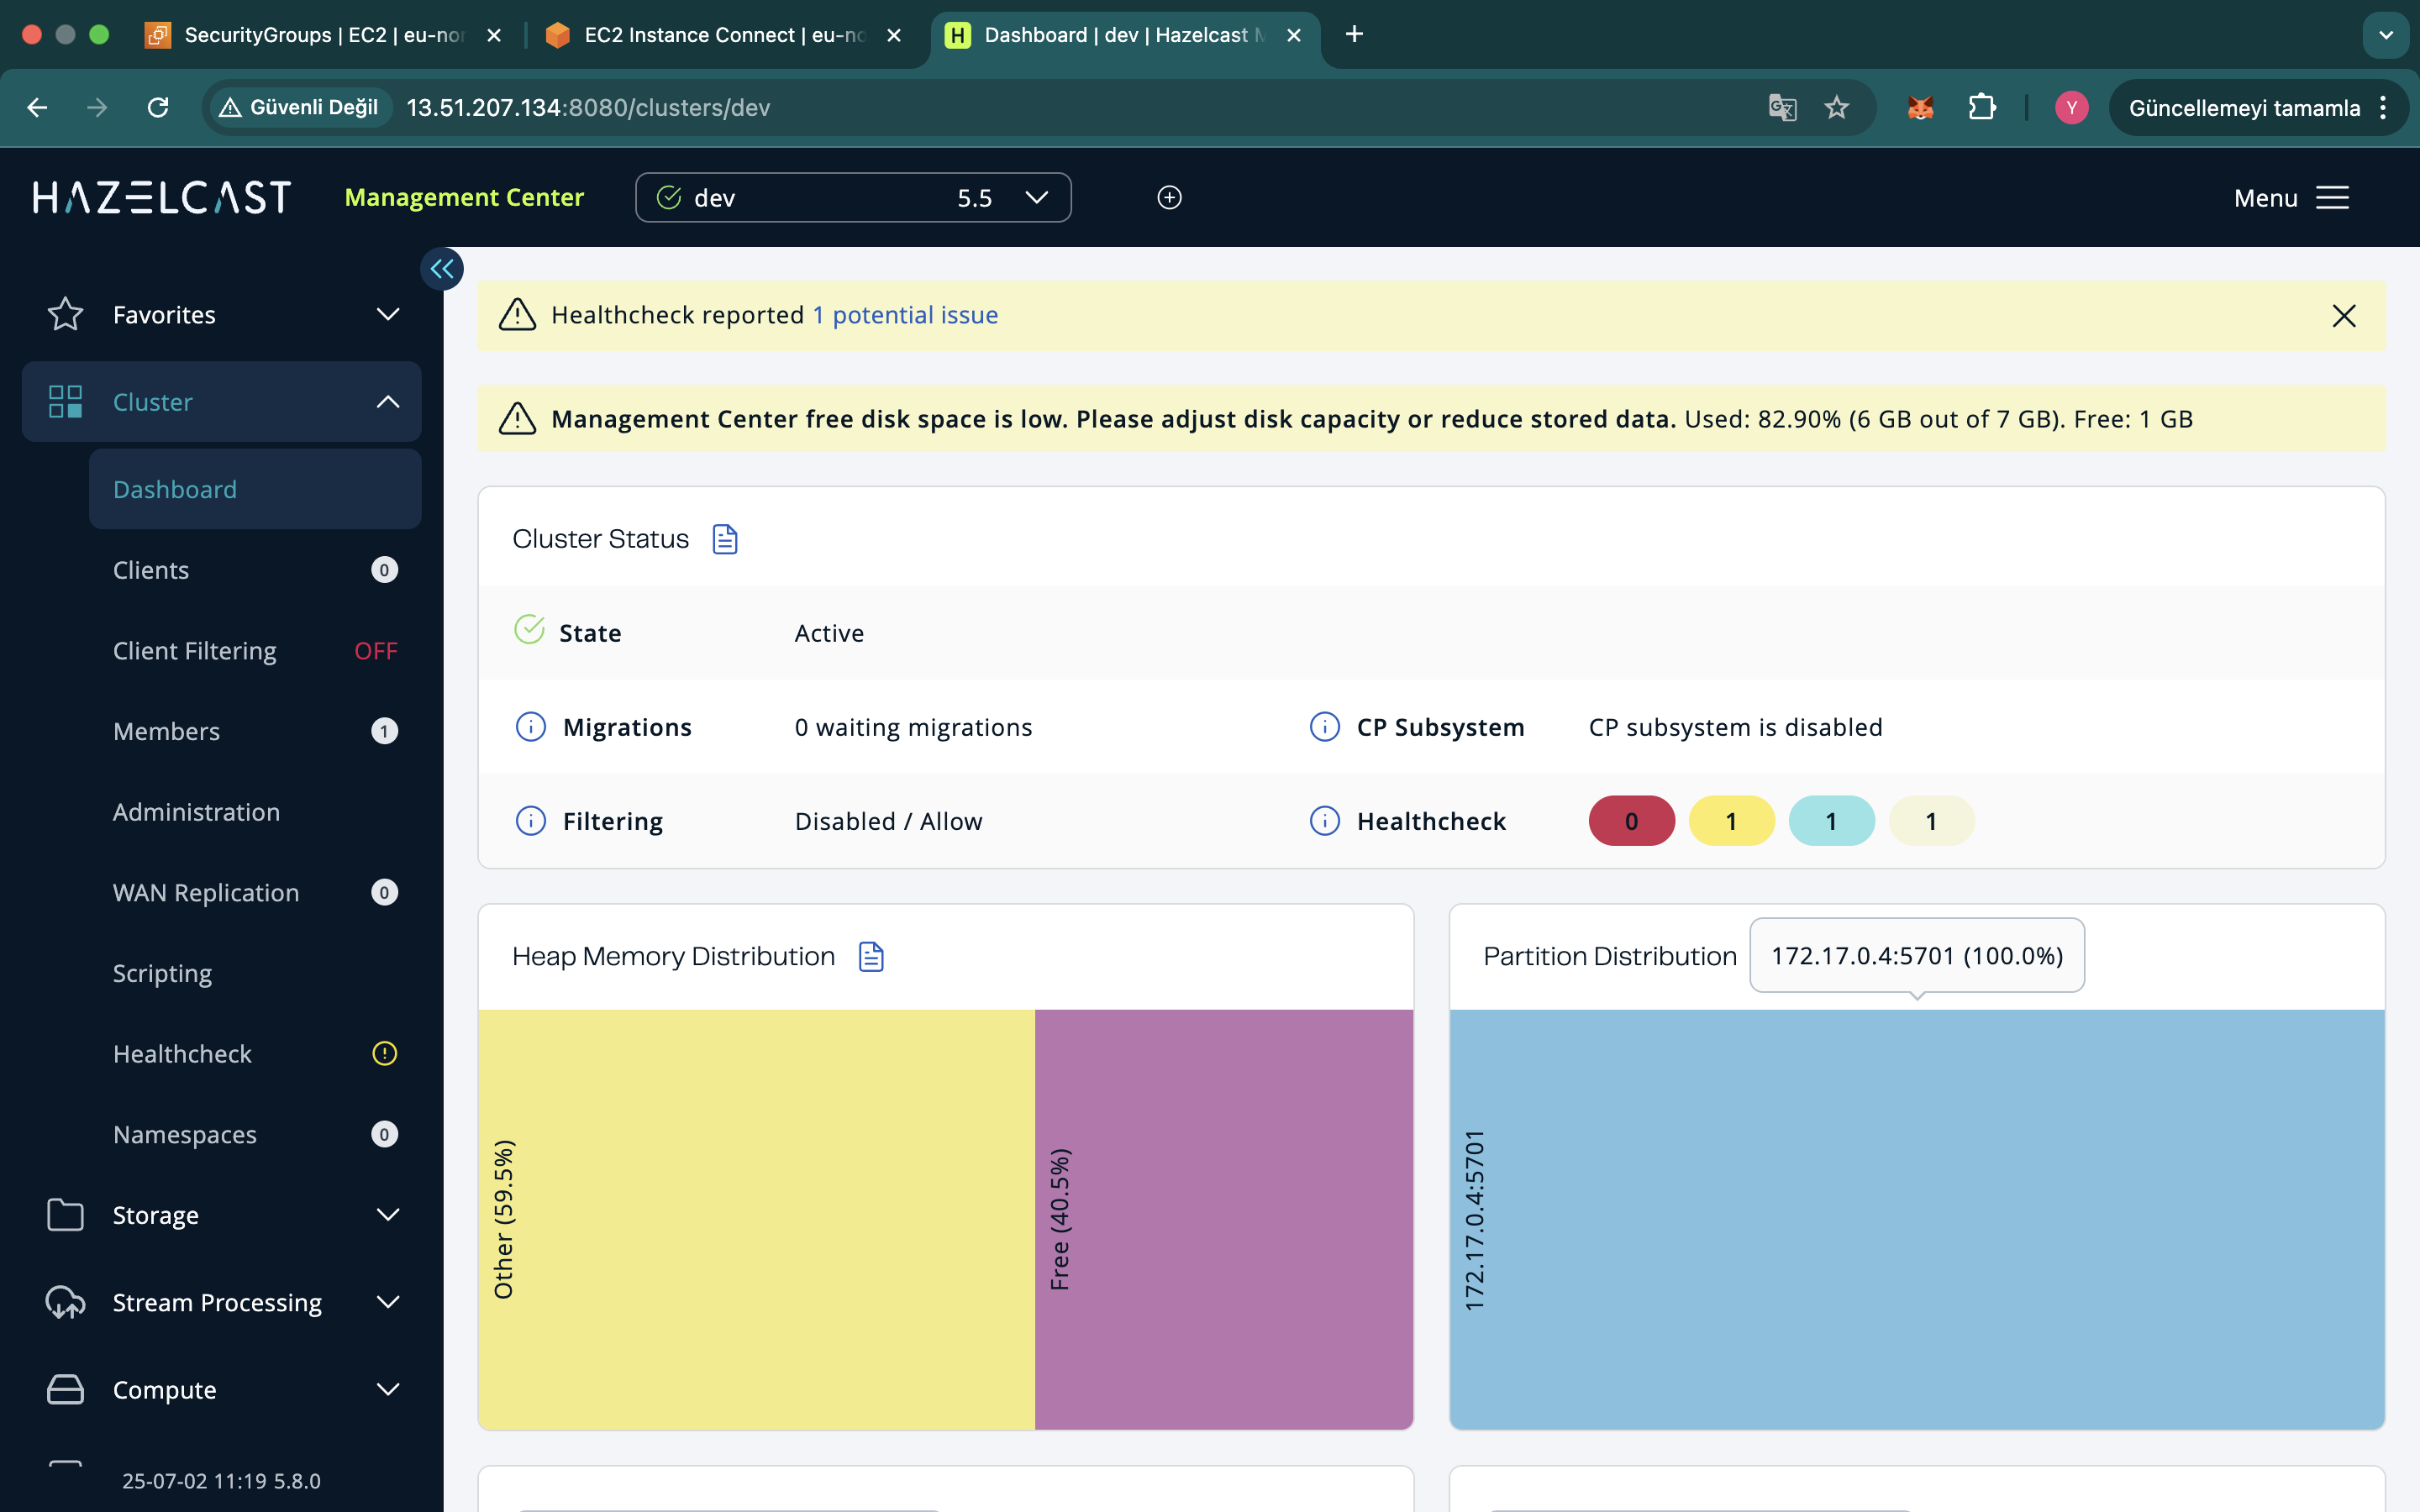 SecurityGroups | EC2 | eu-nor
EC2 Instance Connect | eu-no
H Dashboard | dev | Hazelcast M
Güvenli Değil 13.51.207.134:8080/clusters/dev
Y
Güncellemeyi tamamla
HAZELCAST
Management Center
dev 5.5
Menu
Favorites
Cluster
Dashboard
Clients 0
Client Filtering OFF
Members 1
Administration
WAN Replication 0
Scripting
Healthcheck
Namespaces 0
Storage
Stream Processing
Compute
25-07-02 11:19 5.8.0
Healthcheck reported 1 potential issue
Management Center free disk space is low. Please adjust disk capacity or reduce stored data. Used: 82.90% (6 GB out of 7 GB). Free: 1 GB
Cluster Status
State Active
Migrations 0 waiting migrations
CP Subsystem CP subsystem is disabled
Filtering Disabled / Allow
Healthcheck 0 1 1 1
Heap Memory Distribution
Other (59.5%)
Free (40.5%)
Partition Distribution
172.17.0.4:5701 (100.0%)
172.17.0.4:5701